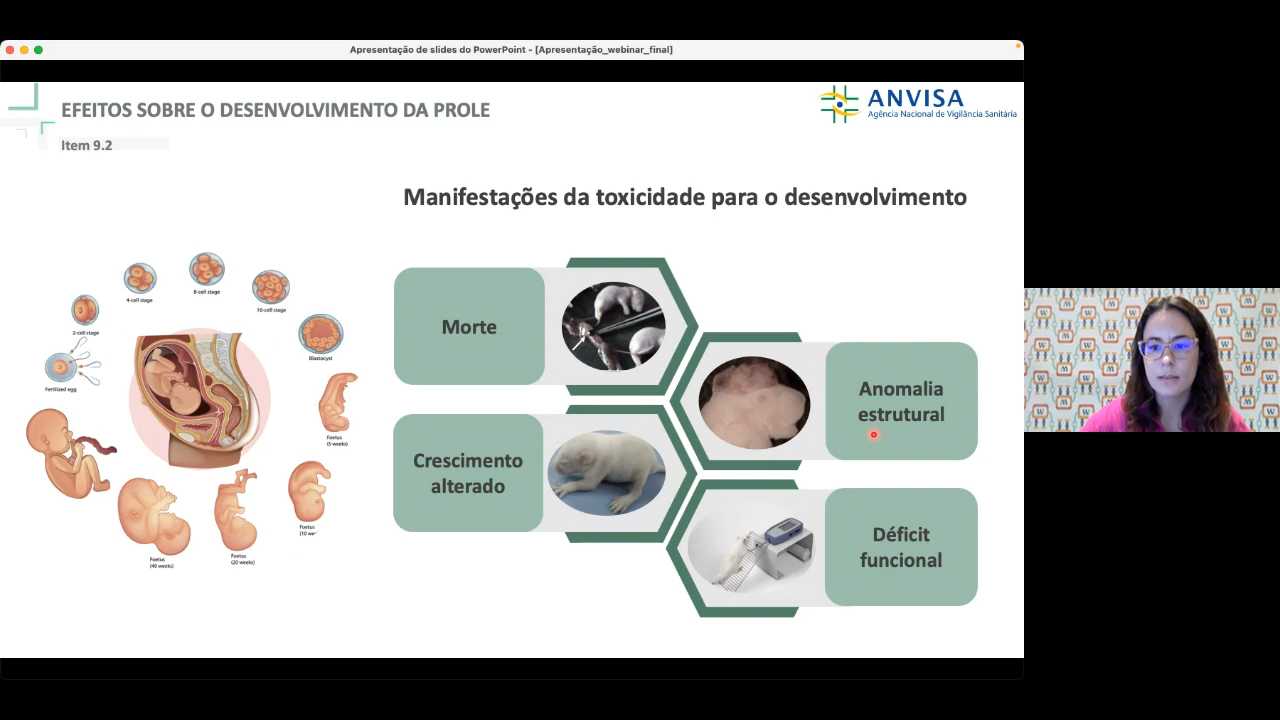 Apresentação de slides do PowerPoint - [Apresentação_webinar_final]
EFEITOS SOBRE O DESENVOLVIMENTO DA PROLE
Item 9.2
ANVISA
Agência Nacional de Vigilância Sanitária
Manifestações da toxicidade para o desenvolvimento
2-cell stage
4-cell stage
8-cell stage
16-cell stage
Blastocyst
Fertilized egg
Foetus
(5 weeks)
Foetus
(10 we
Foetus
(20 weeks)
Foetus
(40 weeks)
Morte
Anomalia
estrutural
Crescimento
alterado
Déficit
funcional